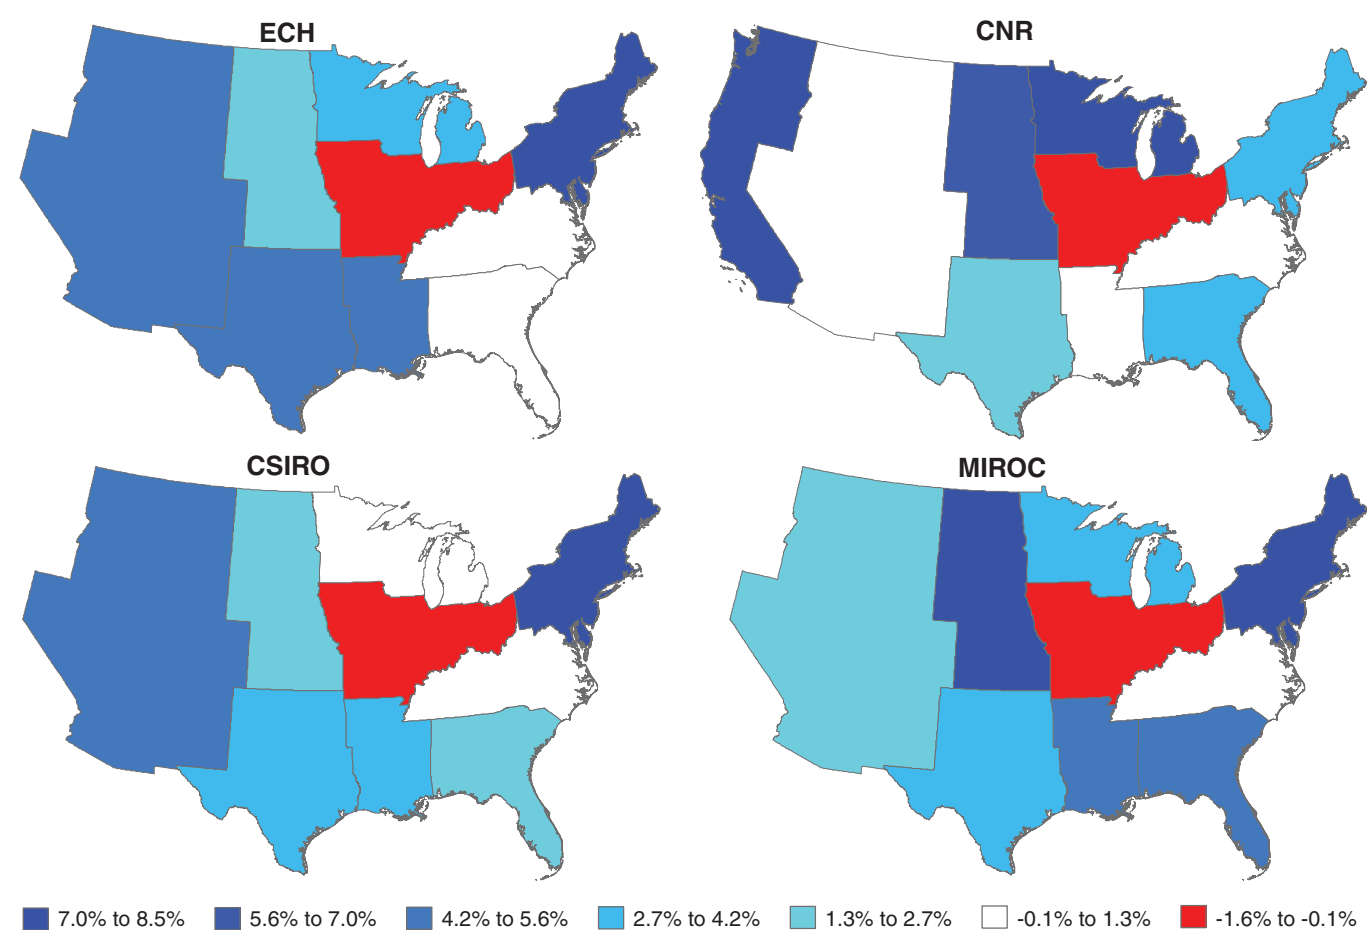 ECH
CNR
CSIRO
MIROC
7.0% to 8.5% 5.6% to 7.0% 4.2% to 5.6% 2.7% to 4.2% 1.3% to 2.7% -0.1% to 1.3% -1.6% to -0.1%